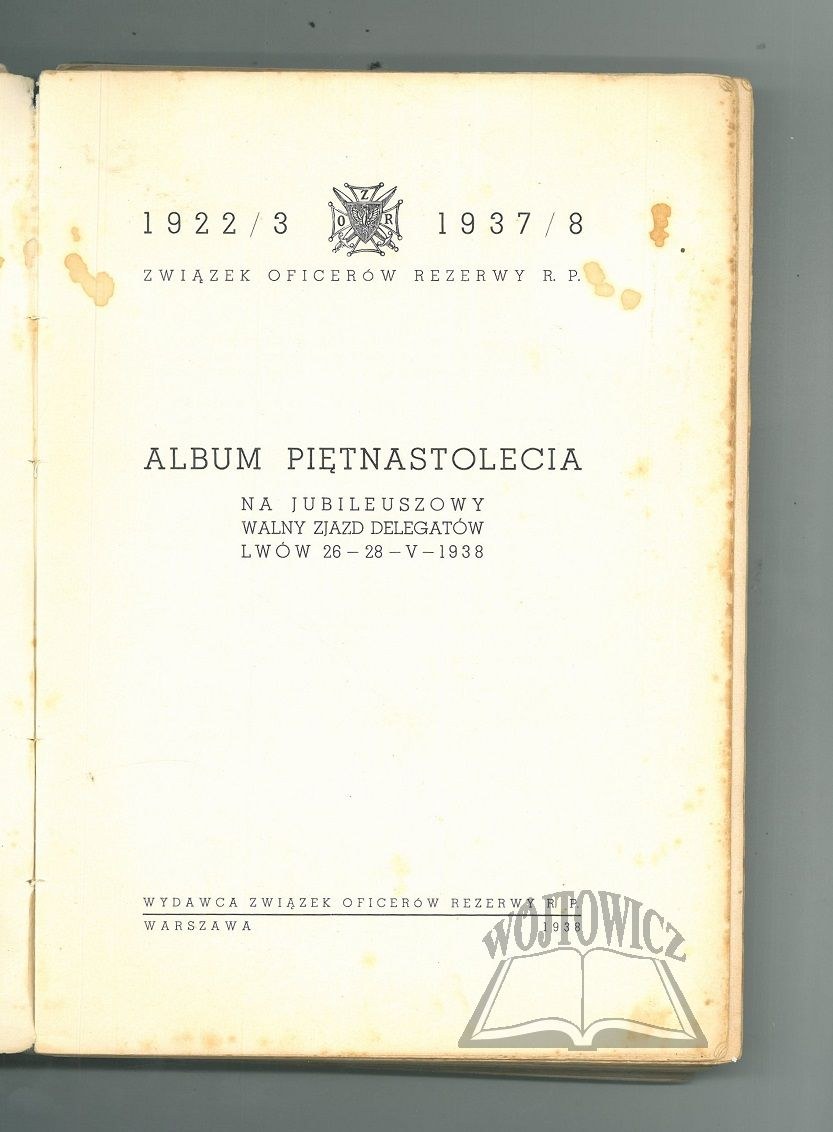 1922/3 Z O R 1937/8
ZWIĄZEK OFICERÓW REZERWY R. P.
ALBUM PIĘTNASTOLECIA
NA JUBILEUSZOWY
WALNY ZJAZD DELEGATÓW
LWÓW 26 – 28 – V – 1938
WYDAWCA ZWIĄZEK OFICERÓW REZERWY R. P.
WARSZAWA 1938
WÓJTOWICZ